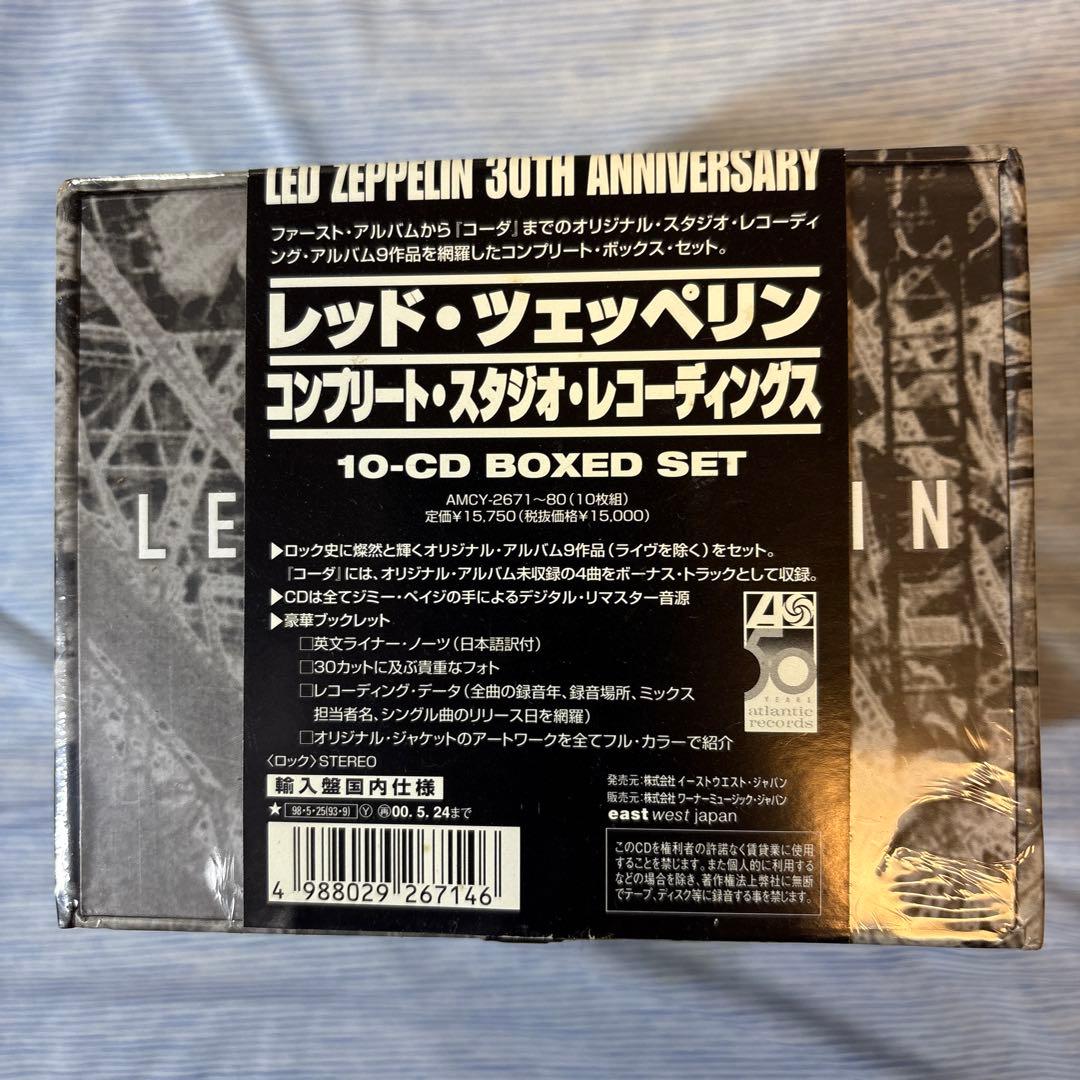 LED ZEPPELIN 30TH ANNIVERSARY
ファースト・アルバムから『コーダ』までのオリジナル・スタジオ・レコーディ
ング・アルバム9作品を網羅したコンプリート・ボックス・セット。
レッド・ツェッペリン
コンプリート・スタジオ・レコーディングス
10-CD BOXED SET
AMCY-2671〜80(10枚組)
定価¥15,750(税抜価格¥15,000)
LE
IN
▶ロック史に燦然と輝くオリジナル・アルバム9作品(ライヴを除く)をセット。
『コーダ』には、オリジナル・アルバム未収録の4曲をボーナス・トラックとして収録。
▶CDは全てジミー・ペイジの手によるデジタル・リマスター音源
▶豪華ブックレット
□英文ライナー・ノーツ(日本語訳付)
□30カットに及ぶ貴重なフォト
□レコーディング・データ(全曲の録音年、録音場所、ミックス
担当者名、シングル曲のリリース日を網羅)
□オリジナル・ジャケットのアートワークを全てフル・カラーで紹介
A
50
YEARS
atlantic
records
〈ロック〉STEREO
輸入盤国内仕様
★ 98・5・25(93・9) Ⓨ ㊢00.5.24まで
4 988029 267146
発売元:株式会社イーストウエスト・ジャパン
販売元:株式会社ワーナーミュージック・ジャパン
east west japan
このCDを権利者の許諾なく賃貸業に使用
することを禁じます。また個人的に利用する
などの場合を除き、著作権法上弊社に無断
でテープ、ディスク等に録音する事を禁じます。